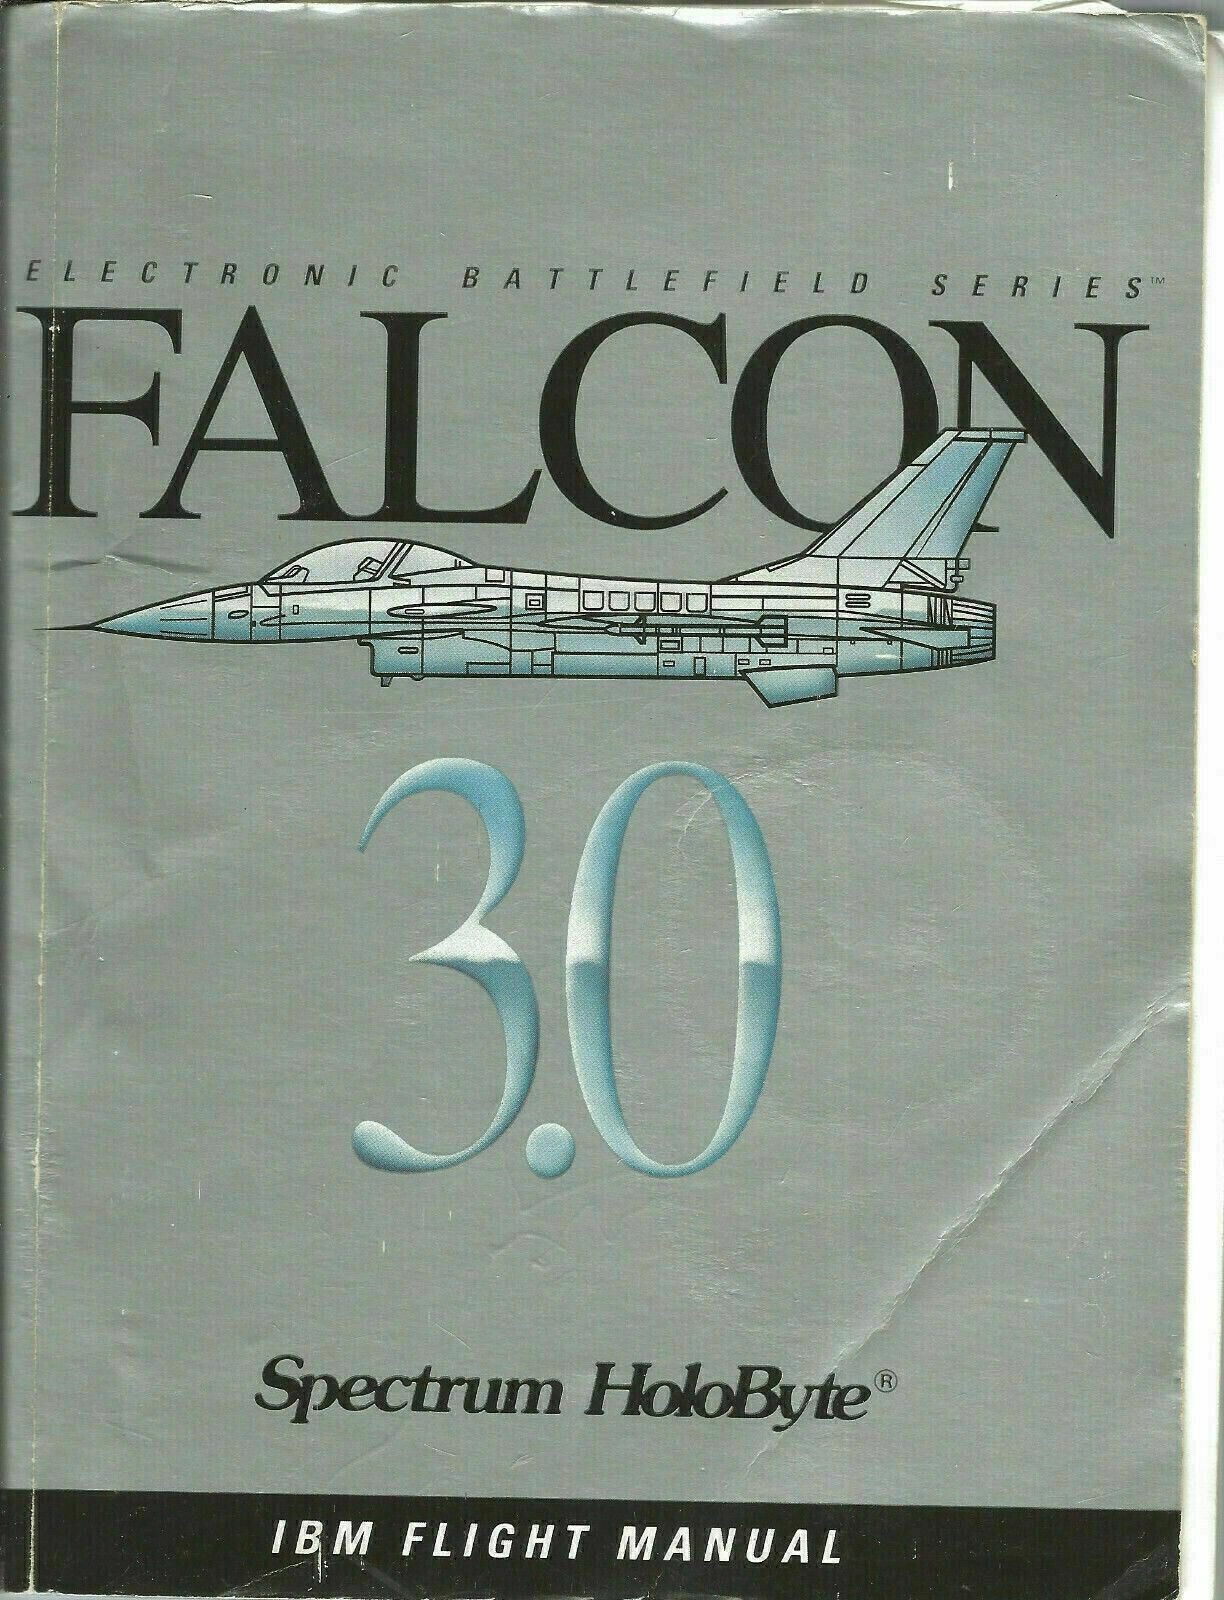 ELECTRONIC BATTLEFIELD SERIES™
FALCON
3.0
Spectrum HoloByte®
IBM FLIGHT MANUAL